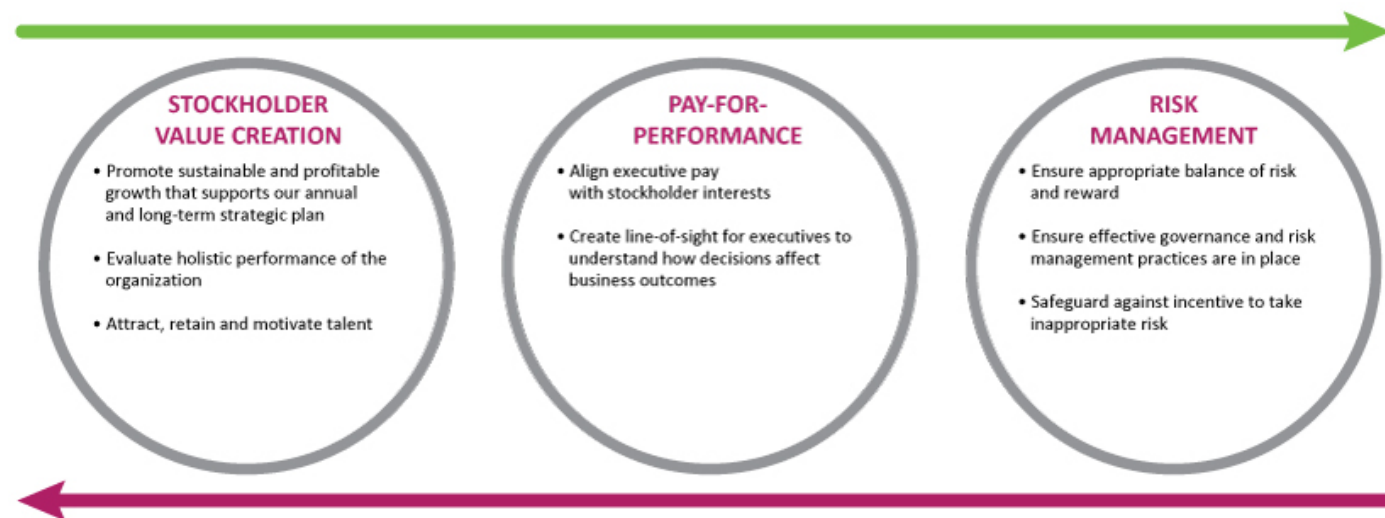 STOCKHOLDER
VALUE CREATION
• Promote sustainable and profitable
growth that supports our annual
and long-term strategic plan
• Evaluate holistic performance of the
organization
• Attract, retain and motivate talent
PAY-FOR-
PERFORMANCE
• Align executive pay
with stockholder interests
• Create line-of-sight for executives to
understand how decisions affect
business outcomes
RISK
MANAGEMENT
• Ensure appropriate balance of risk
and reward
• Ensure effective governance and risk
management practices are in place
• Safeguard against incentive to take
inappropriate risk